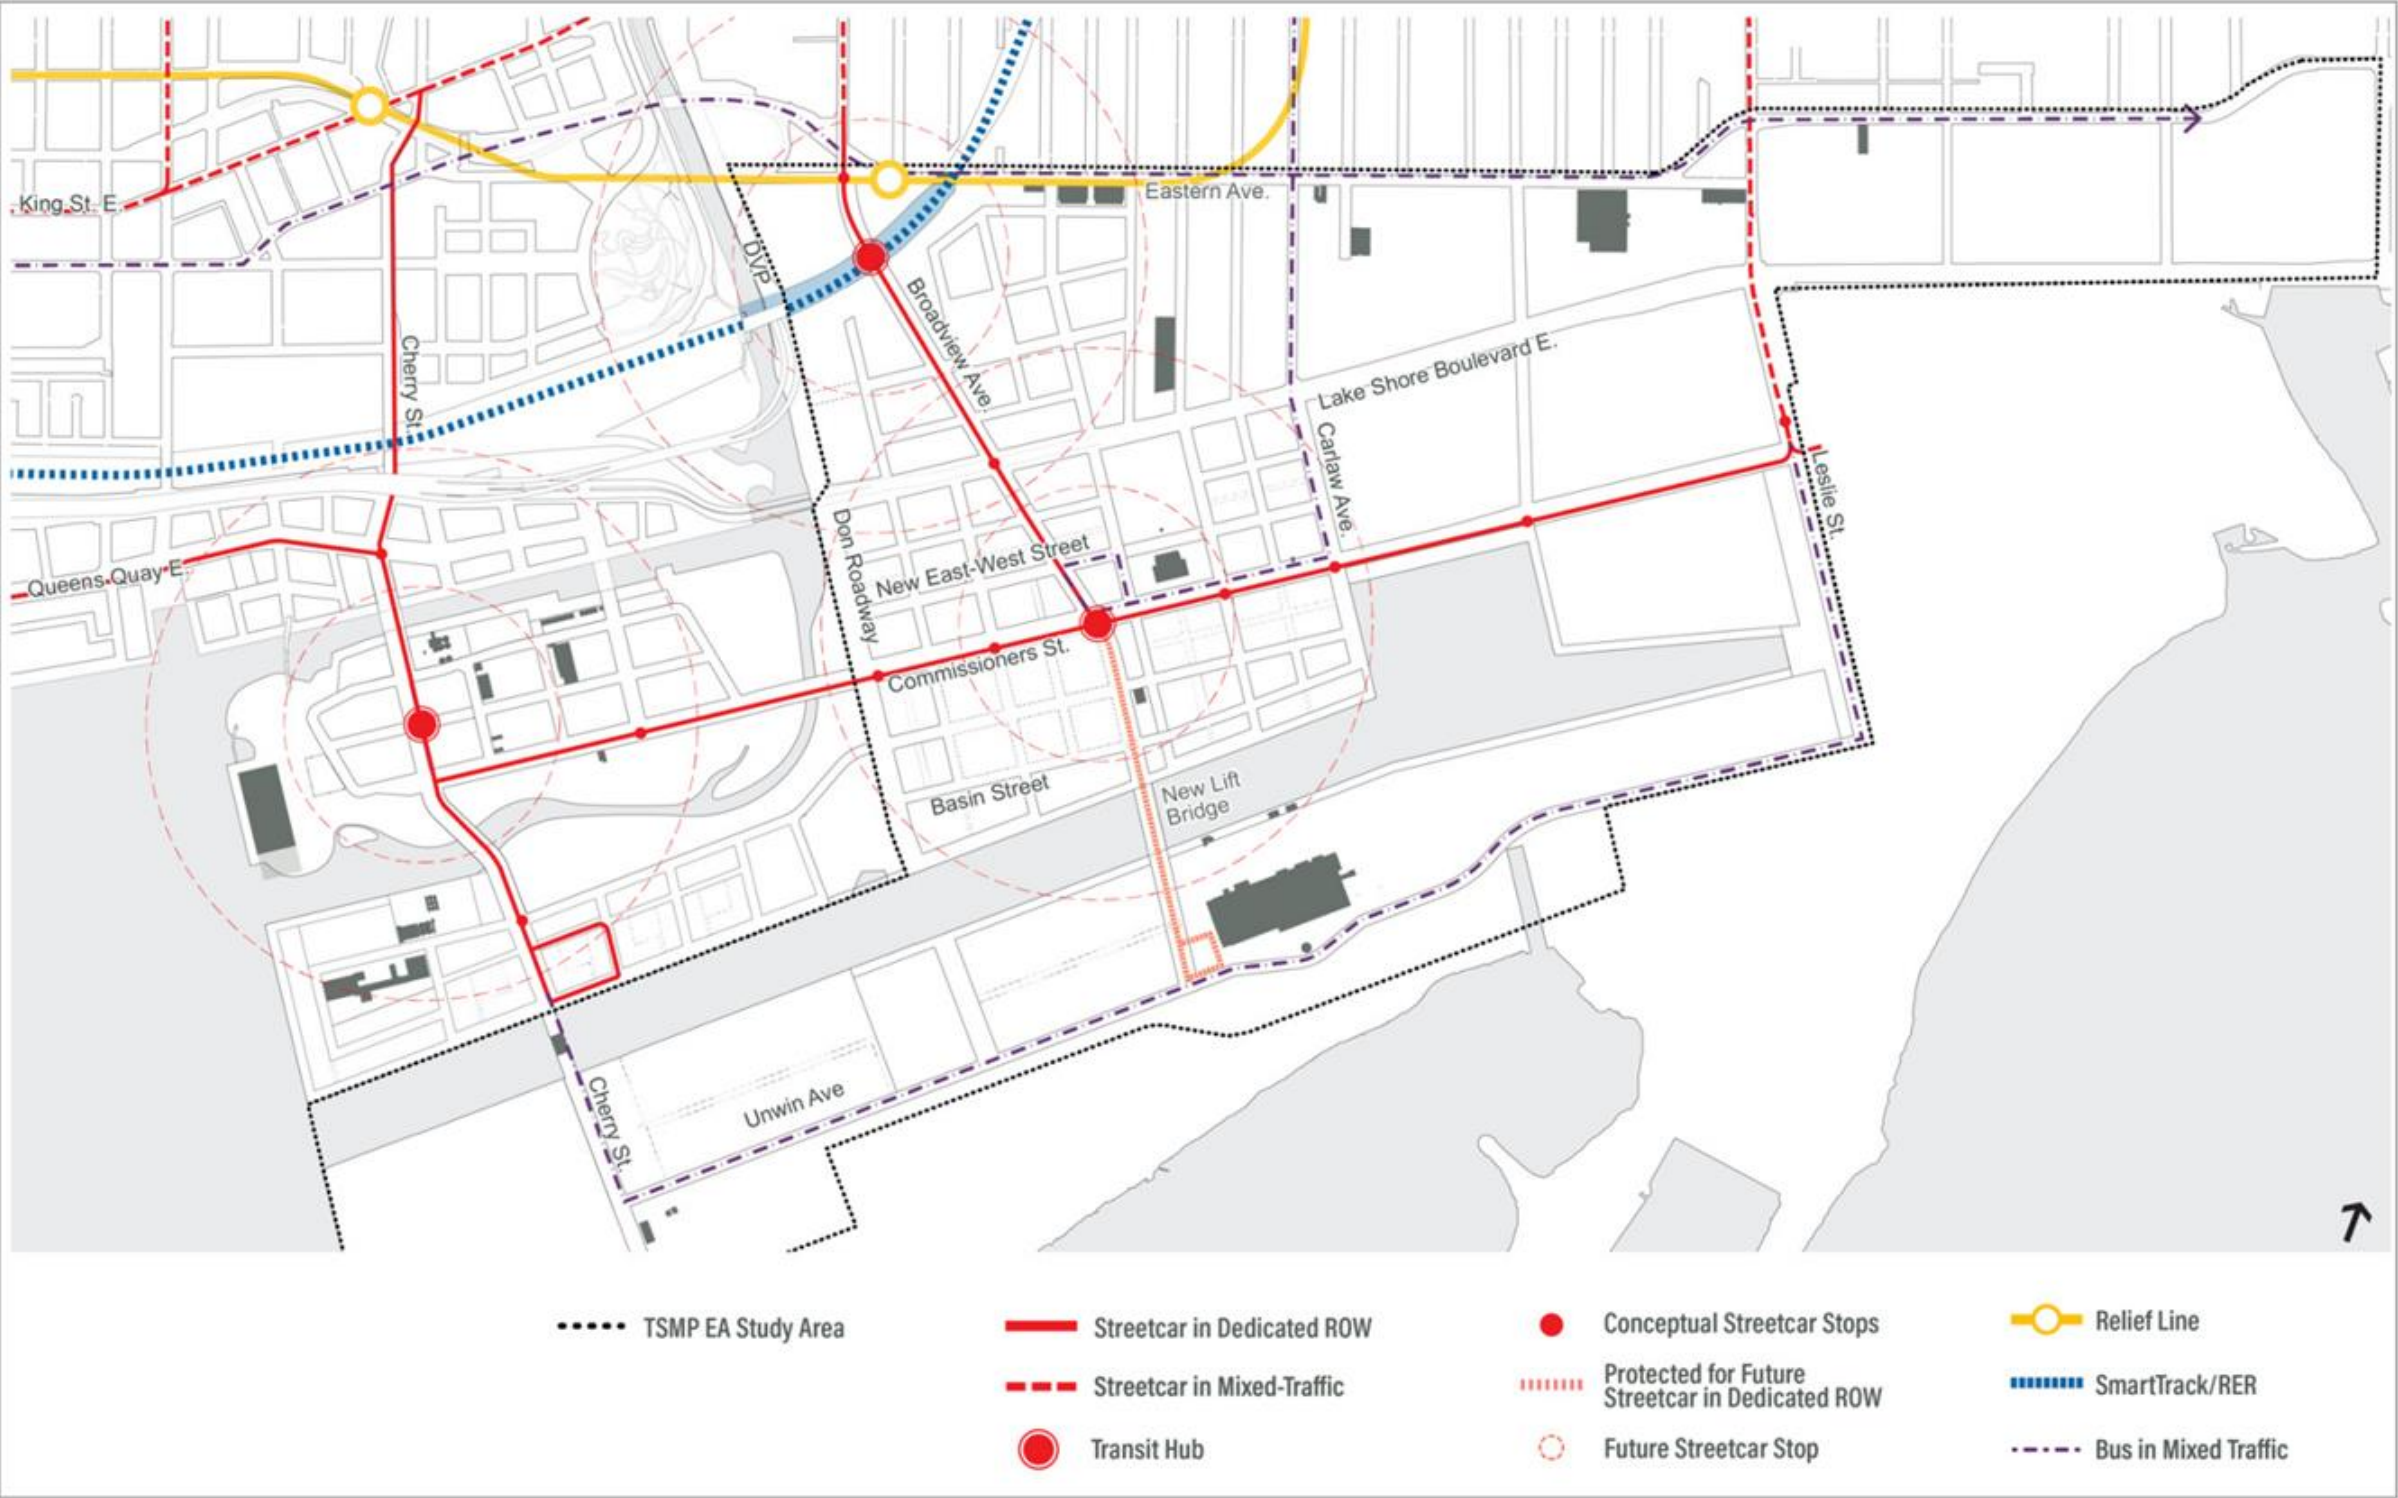 King St. E.
Eastern Ave.
DVP
Broadview Ave.
Cherry St.
Lake Shore Boulevard E.
Carlaw Ave.
Leslie St.
Don Roadway
New East-West Street
Queens Quay E.
Commissioners St.
Basin Street
New Lift
Bridge
Cherry St.
Unwin Ave
TSMP EA Study Area
Streetcar in Dedicated ROW
Streetcar in Mixed-Traffic
Transit Hub
Conceptual Streetcar Stops
Protected for Future
Streetcar in Dedicated ROW
Future Streetcar Stop
Relief Line
SmartTrack/RER
Bus in Mixed Traffic